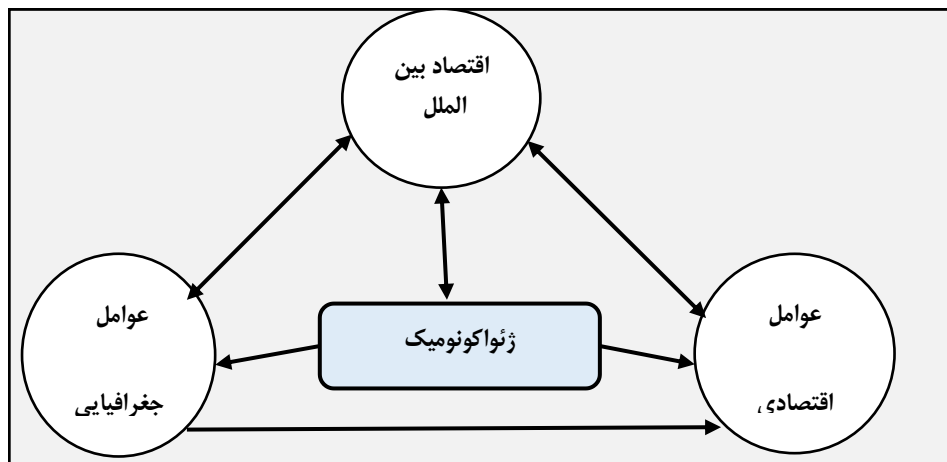 اقتصاد بین
الملل
عوامل
اقتصادی
ژئواکونومیک
عوامل
جغرافیایی